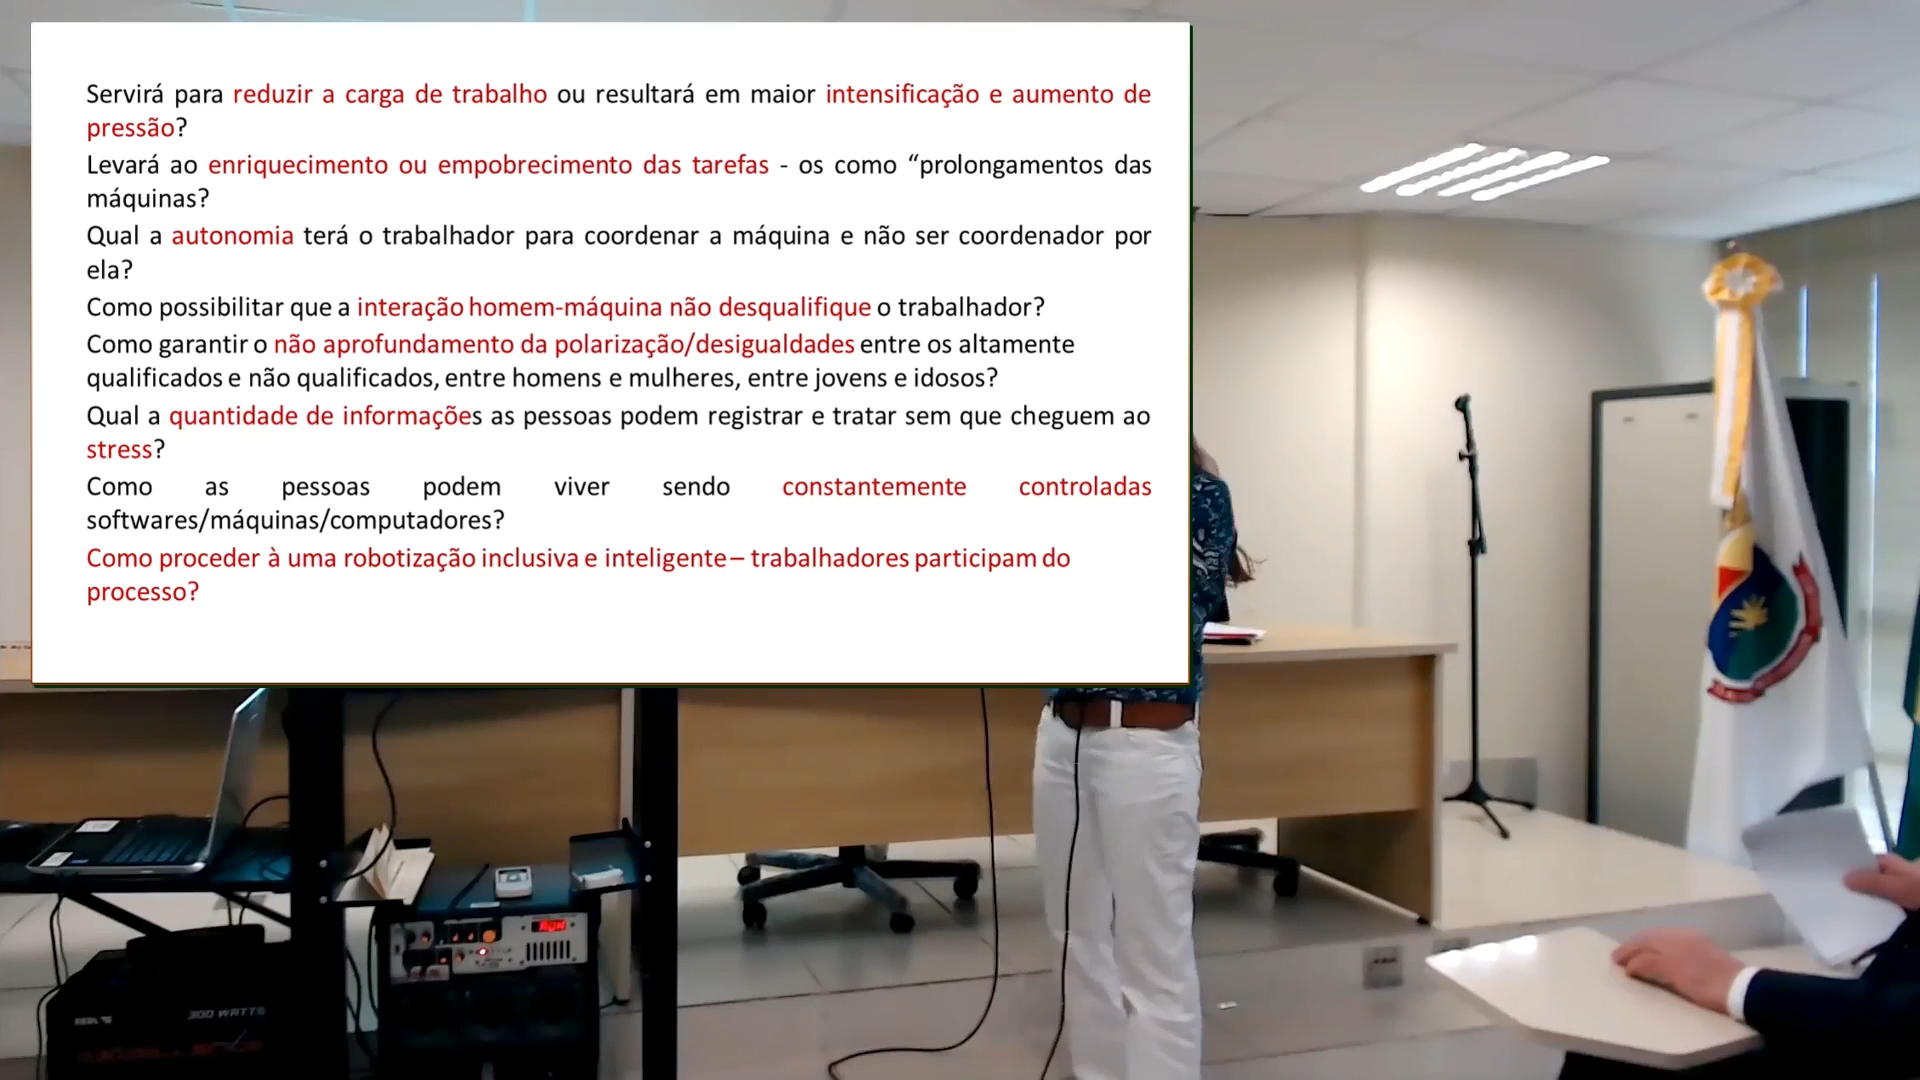 Servirá para reduzir a carga de trabalho ou resultará em maior intensificação e aumento de
pressão?
Levará ao enriquecimento ou empobrecimento das tarefas - os como “prolongamentos das
máquinas?
Qual a autonomia terá o trabalhador para coordenar a máquina e não ser coordenador por
ela?
Como possibilitar que a interação homem-máquina não desqualifique o trabalhador?
Como garantir o não aprofundamento da polarização/desigualdades entre os altamente
qualificados e não qualificados, entre homens e mulheres, entre jovens e idosos?
Qual a quantidade de informações as pessoas podem registrar e tratar sem que cheguem ao
stress?
Como as pessoas podem viver sendo constantemente controladas
softwares/máquinas/computadores?
Como proceder à uma robotização inclusiva e inteligente – trabalhadores participam do
processo?
300 WATTS